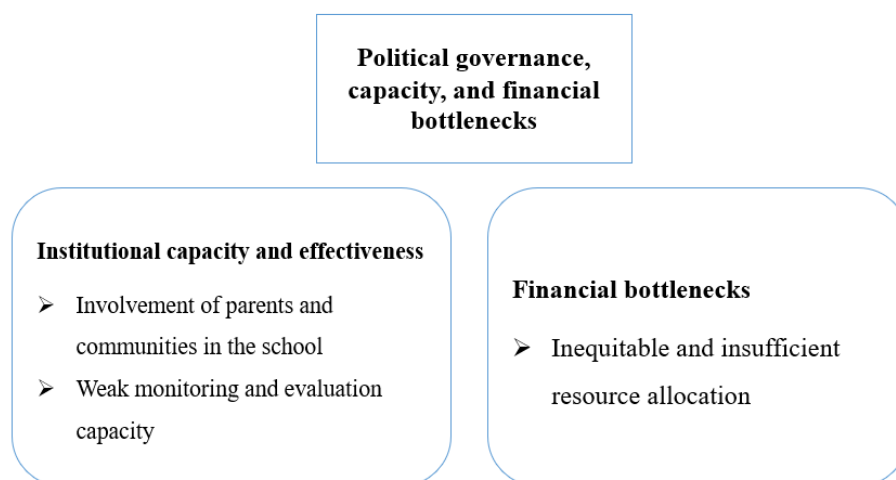 Political governance,
capacity, and financial
bottlenecks
Institutional capacity and effectiveness
➢ Involvement of parents and
communities in the school
➢ Weak monitoring and evaluation
capacity
Financial bottlenecks
➢ Inequitable and insufficient
resource allocation